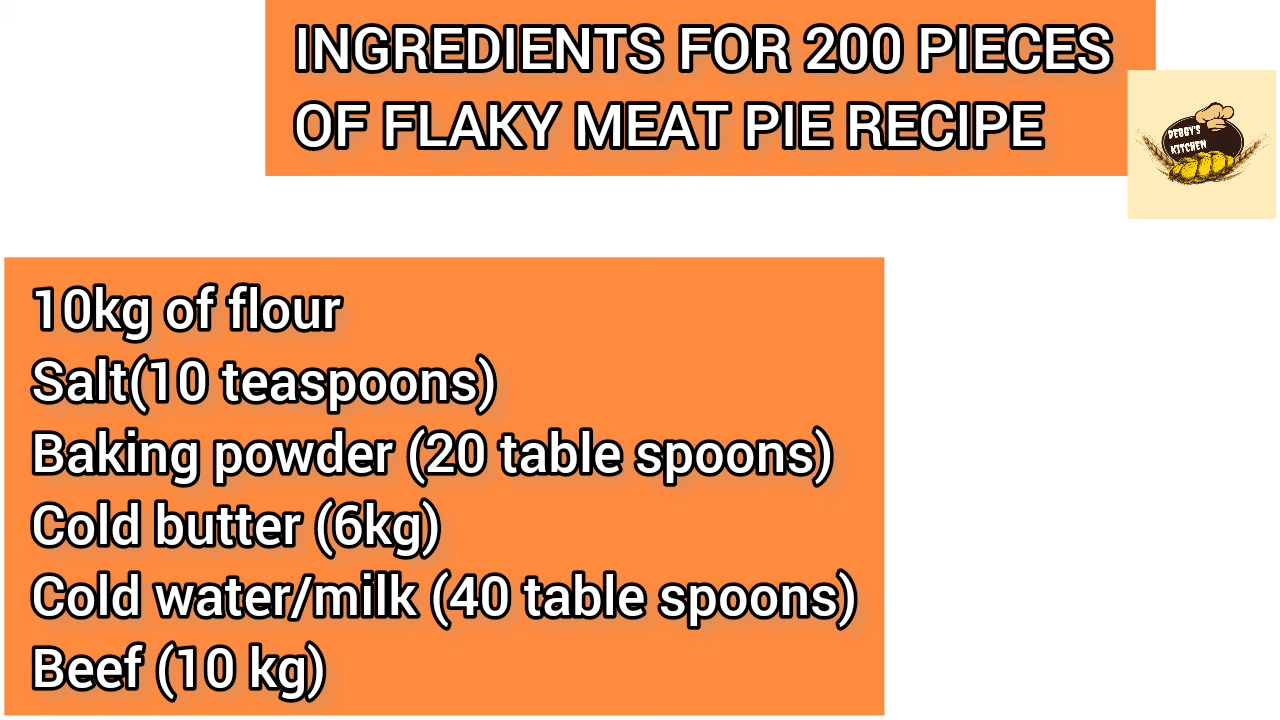 INGREDIENTS FOR 200 PIECES
OF FLAKY MEAT PIE RECIPE
DEBBY'S
KITCHEN
10kg of flour
Salt(10 teaspoons)
Baking powder (20 table spoons)
Cold butter (6kg)
Cold water/milk (40 table spoons)
Beef (10 kg)